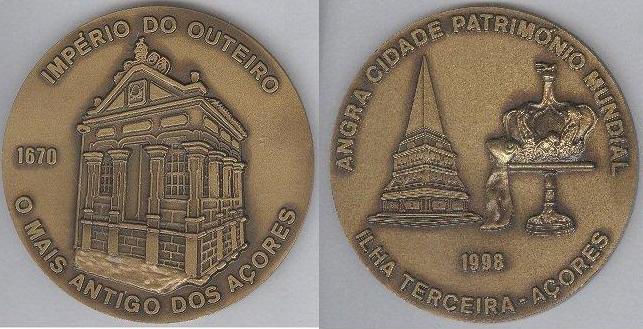 IMPÉRIO DO OUTEIRO
1670
O MAIS ANTIGO DOS AÇORES
ANGRA CIDADE PATRIMÓNIO MUNDIAL
1998
ILHA TERCEIRA - AÇORES